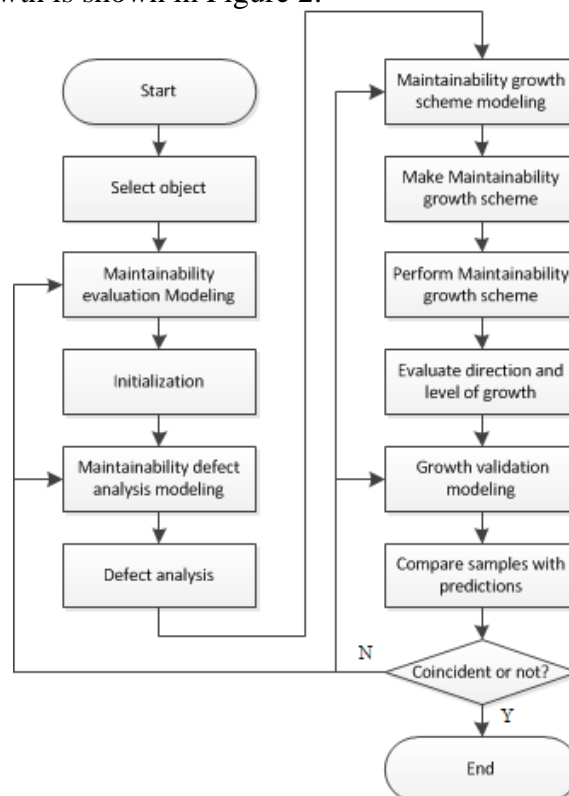 wth is shown in Figure 2.
Start
Select object
Maintainability
evaluation Modeling
Initialization
Maintainability defect
analysis modeling
Defect analysis
Maintainability growth
scheme modeling
Make Maintainability
growth scheme
Perform Maintainability
growth scheme
Evaluate direction and
level of growth
Growth validation
modeling
Compare samples with
predictions
Coincident or not?
N
Y
End